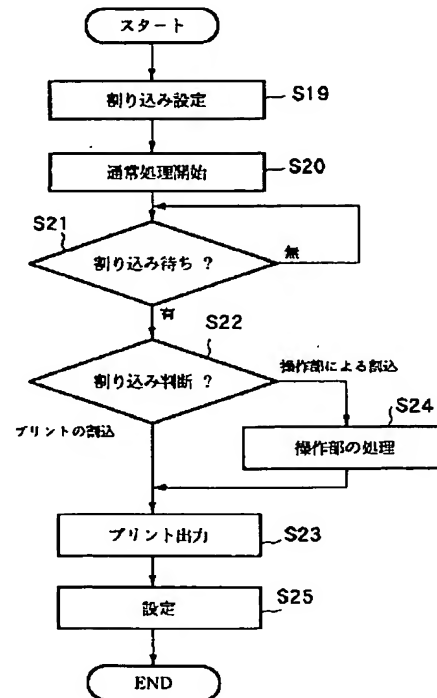 スタート
割り込み設定
S19
通常処理開始
S20
S21
割り込み待ち ?
無
有
S22
割り込み判断 ?
操作部による割込
プリントの割込
S24
操作部の処理
プリント出力
S23
設定
S25
END